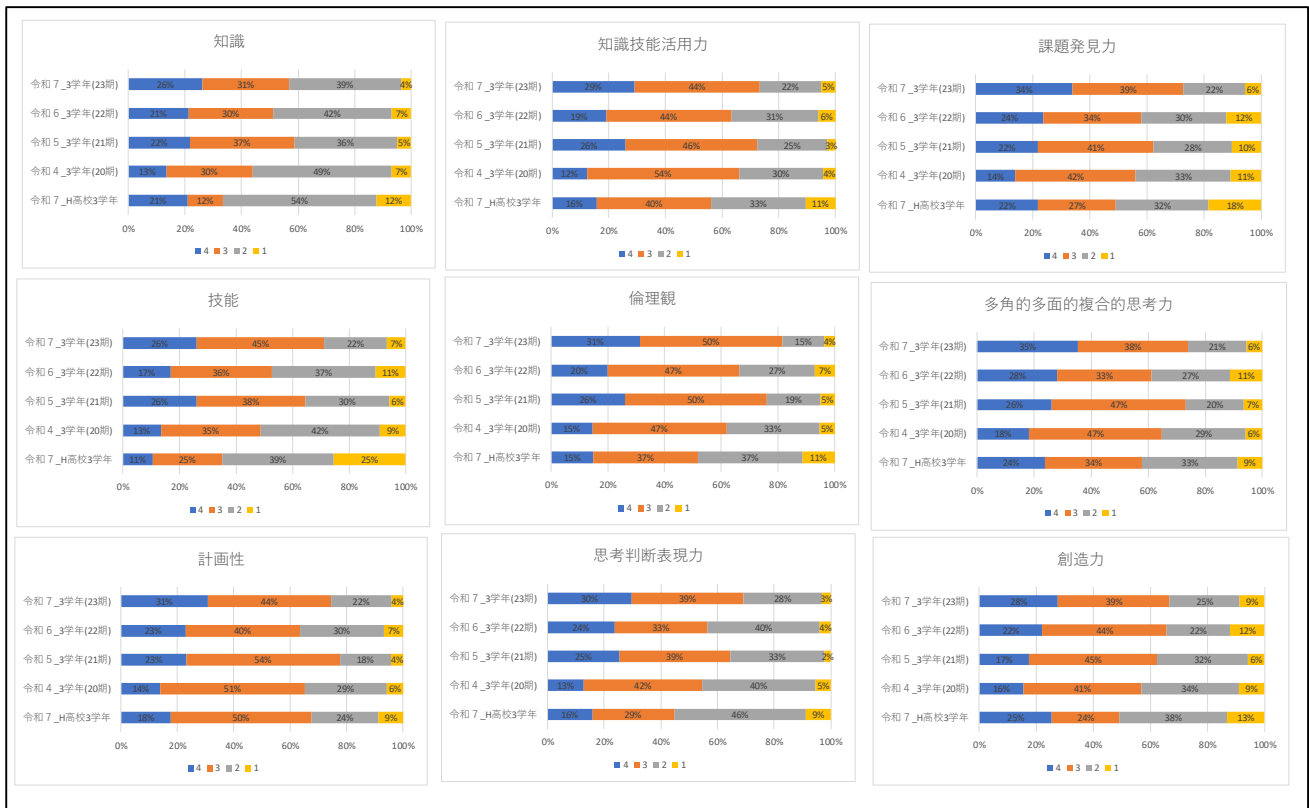 知識
令和７_3学年(23期) 26% 31% 39% 4%
令和６_3学年(22期) 21% 30% 42% 7%
令和５_3学年(21期) 22% 37% 36% 5%
令和４_3学年(20期) 13% 30% 49% 7%
令和７_H高校3学年 21% 12% 54% 12%
0% 20% 40% 60% 80% 100%
4 3 2 1
知識技能活用力
令和７_3学年(23期) 29% 44% 22% 5%
令和６_3学年(22期) 19% 44% 31% 6%
令和５_3学年(21期) 26% 46% 25% 3%
令和４_3学年(20期) 12% 54% 30% 4%
令和７_H高校3学年 16% 40% 33% 11%
0% 20% 40% 60% 80% 100%
4 3 2 1
課題発見力
令和７_3学年(23期) 34% 39% 22% 6%
令和６_3学年(22期) 24% 34% 30% 12%
令和５_3学年(21期) 22% 41% 28% 10%
令和４_3学年(20期) 14% 42% 33% 11%
令和７_H高校3学年 22% 27% 32% 18%
0% 20% 40% 60% 80% 100%
4 3 2 1
技能
令和７_3学年(23期) 26% 45% 22% 7%
令和６_3学年(22期) 17% 36% 37% 11%
令和５_3学年(21期) 26% 38% 30% 6%
令和４_3学年(20期) 13% 35% 42% 9%
令和７_H高校3学年 11% 25% 39% 25%
0% 20% 40% 60% 80% 100%
4 3 2 1
倫理観
令和７_3学年(23期) 31% 50% 15% 4%
令和６_3学年(22期) 20% 47% 27% 7%
令和５_3学年(21期) 26% 50% 19% 5%
令和４_3学年(20期) 15% 47% 33% 5%
令和７_H高校3学年 15% 37% 37% 11%
0% 20% 40% 60% 80% 100%
4 3 2 1
多角的多面的複合的思考力
令和７_3学年(23期) 35% 38% 21% 6%
令和６_3学年(22期) 28% 33% 27% 11%
令和５_3学年(21期) 26% 47% 20% 7%
令和４_3学年(20期) 18% 47% 29% 6%
令和７_H高校3学年 24% 34% 33% 9%
0% 20% 40% 60% 80% 100%
4 3 2 1
計画性
令和７_3学年(23期) 31% 44% 22% 4%
令和６_3学年(22期) 23% 40% 30% 7%
令和５_3学年(21期) 23% 54% 18% 4%
令和４_3学年(20期) 14% 51% 29% 6%
令和７_H高校3学年 18% 50% 24% 9%
0% 20% 40% 60% 80% 100%
4 3 2 1
思考判断表現力
令和７_3学年(23期) 30% 39% 28% 3%
令和６_3学年(22期) 24% 33% 40% 4%
令和５_3学年(21期) 25% 39% 33% 2%
令和４_3学年(20期) 13% 42% 40% 5%
令和７_H高校3学年 16% 29% 46% 9%
0% 20% 40% 60% 80% 100%
4 3 2 1
創造力
令和７_3学年(23期) 28% 39% 25% 9%
令和６_3学年(22期) 22% 44% 22% 12%
令和５_3学年(21期) 17% 45% 32% 6%
令和４_3学年(20期) 16% 41% 34% 9%
令和７_H高校3学年 25% 24% 38% 13%
0% 20% 40% 60% 80% 100%
4 3 2 1